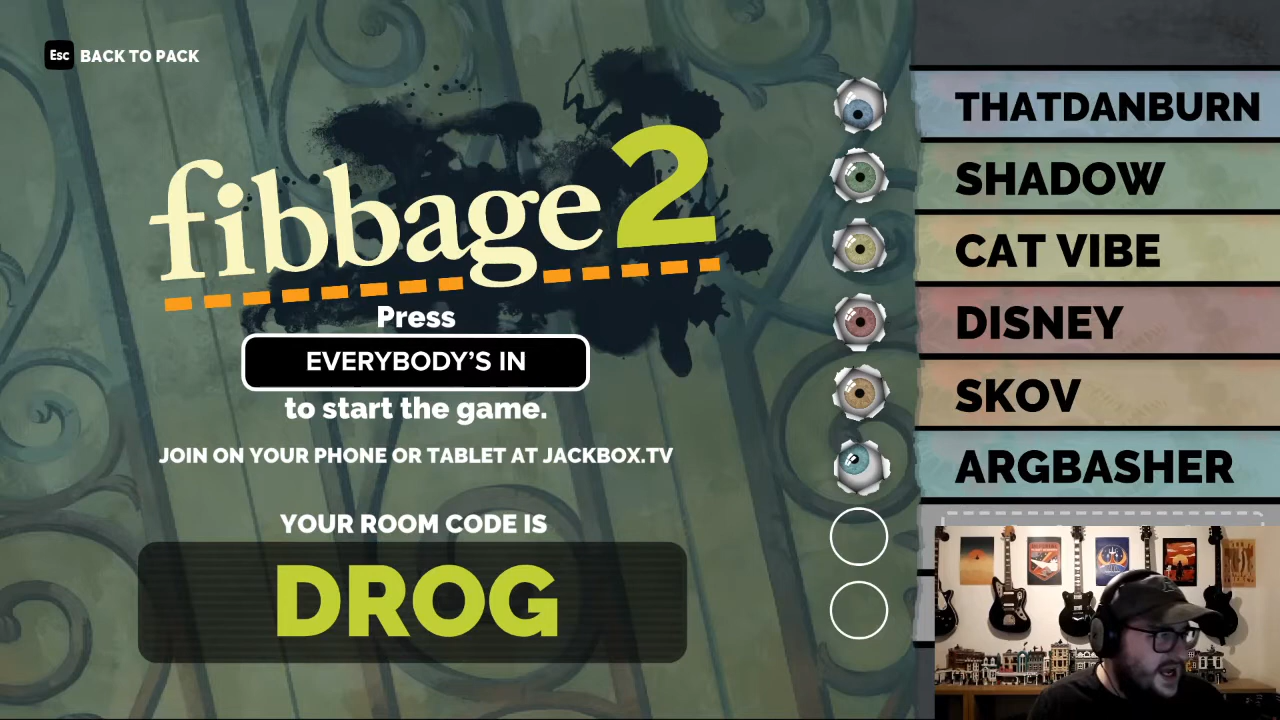 Esc BACK TO PACK
fibbage 2
Press
EVERYBODY'S IN
to start the game.
JOIN ON YOUR PHONE OR TABLET AT JACKBOX.TV
YOUR ROOM CODE IS
DROG
THATDANBURN
SHADOW
CAT VIBE
DISNEY
SKOV
ARGBASHER